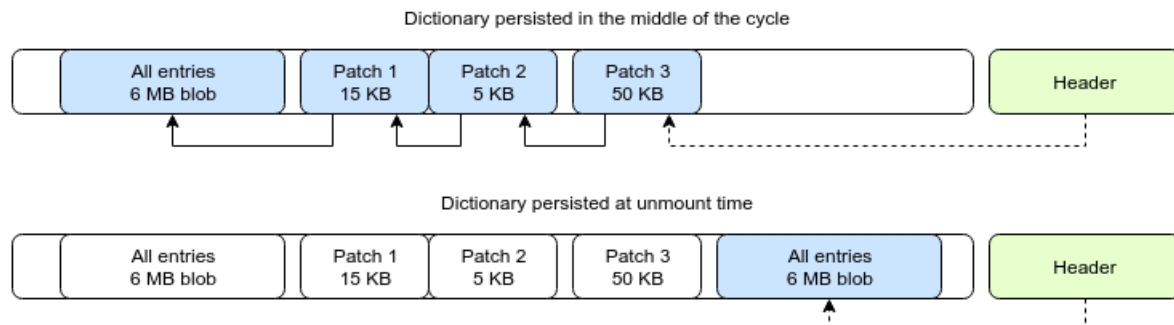 Dictionary persisted in the middle of the cycle
All entries
6 MB blob
Patch 1
15 KB
Patch 2
5 KB
Patch 3
50 KB
Header
Dictionary persisted at unmount time
All entries
6 MB blob
Patch 1
15 KB
Patch 2
5 KB
Patch 3
50 KB
All entries
6 MB blob
Header